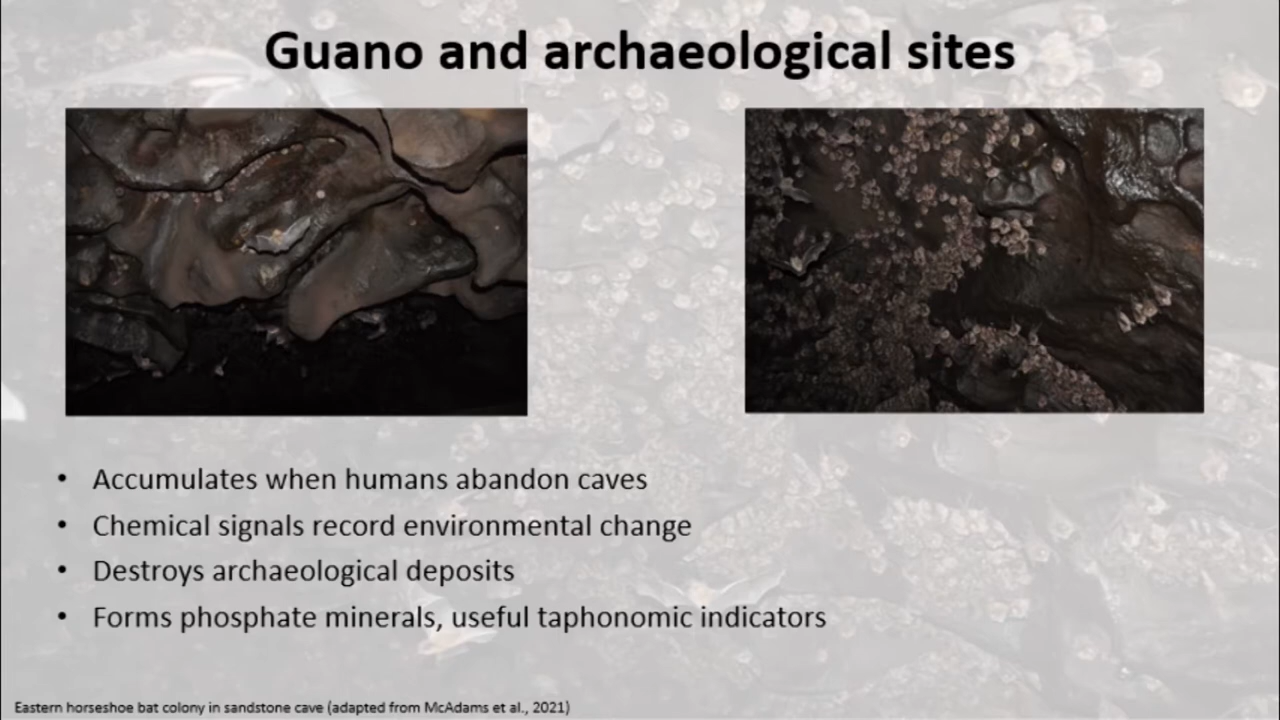 Guano and archaeological sites
• Accumulates when humans abandon caves
• Chemical signals record environmental change
• Destroys archaeological deposits
• Forms phosphate minerals, useful taphonomic indicators
Eastern horseshoe bat colony in sandstone cave (adapted from McAdams et al., 2021)